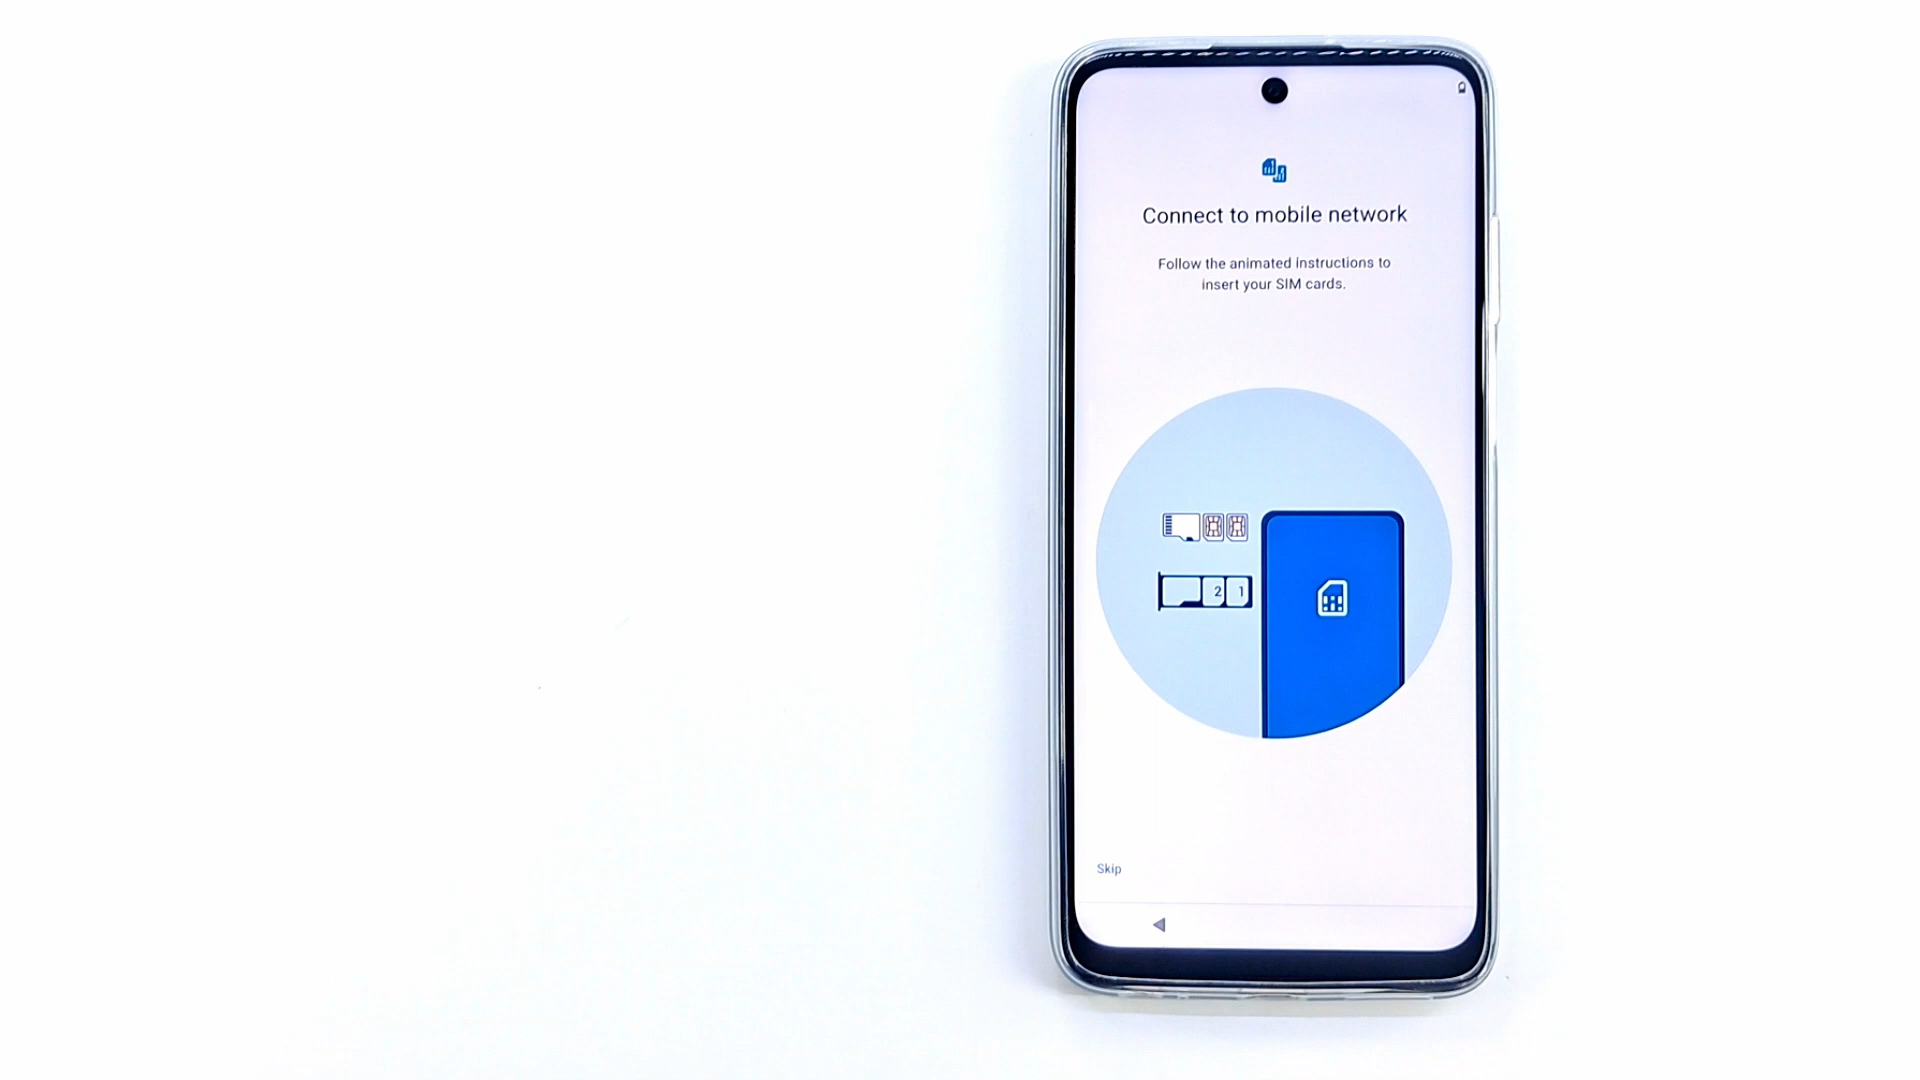 Connect to mobile network
Follow the animated instructions to
insert your SIM cards.
2 1
Skip